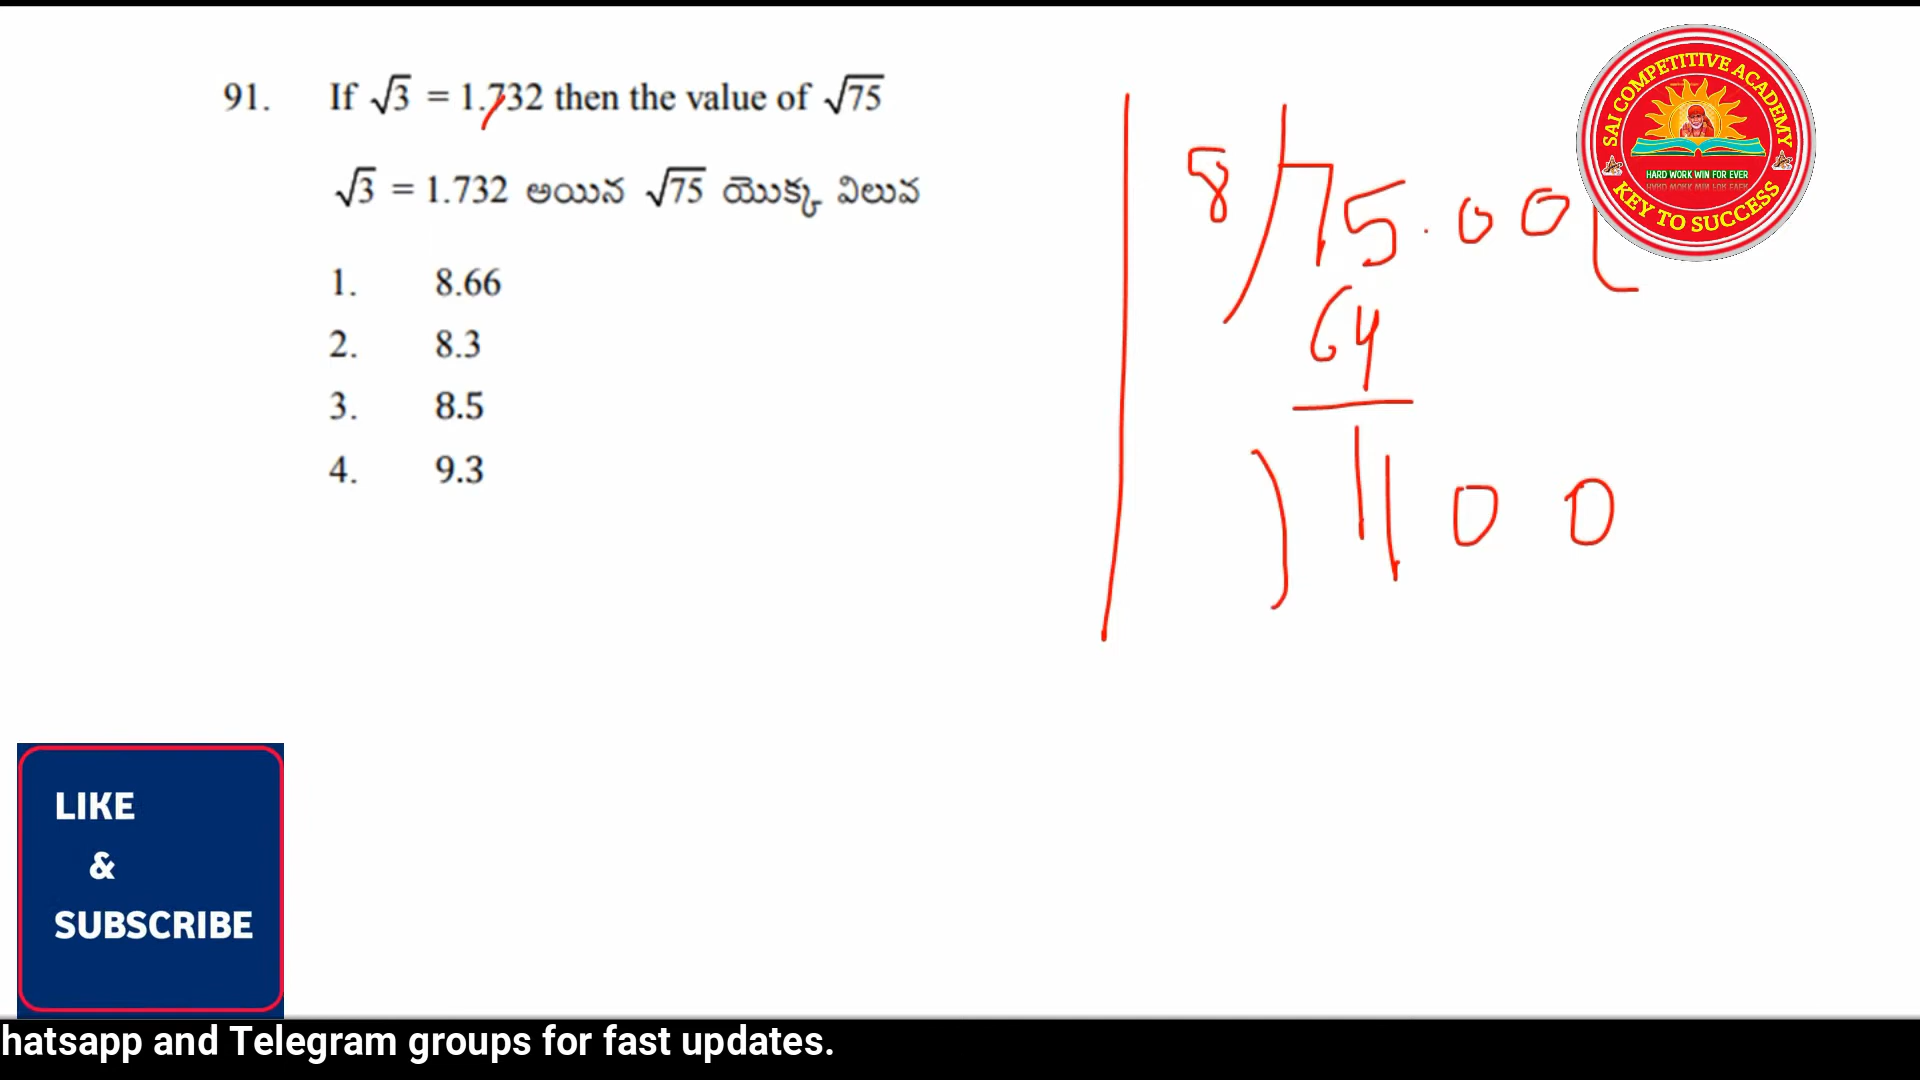 91. If √3 = 1.732 then the value of √75
√3 = 1.732 అయిన √75 యొక్క విలువ
1. 8.66
2. 8.3
3. 8.5
4. 9.3
8 75.00
64
1100
SAI COMPETITIVE ACADEMY
HARD WORK WIN FOR EVER
KEY TO SUCCESS
LIKE
&
SUBSCRIBE
hatsapp and Telegram groups for fast updates.